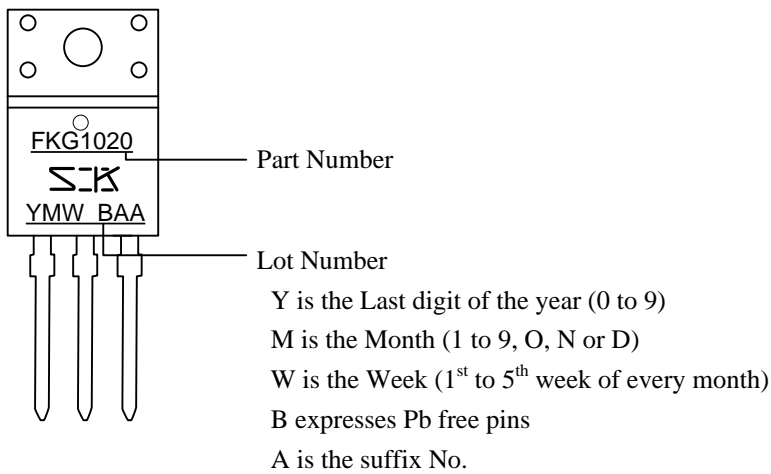 FKG1020
SK
YMW BAA
Part Number
Lot Number
Y is the Last digit of the year (0 to 9)
M is the Month (1 to 9, O, N or D)
W is the Week (1st to 5th week of every month)
B expresses Pb free pins
A is the suffix No.